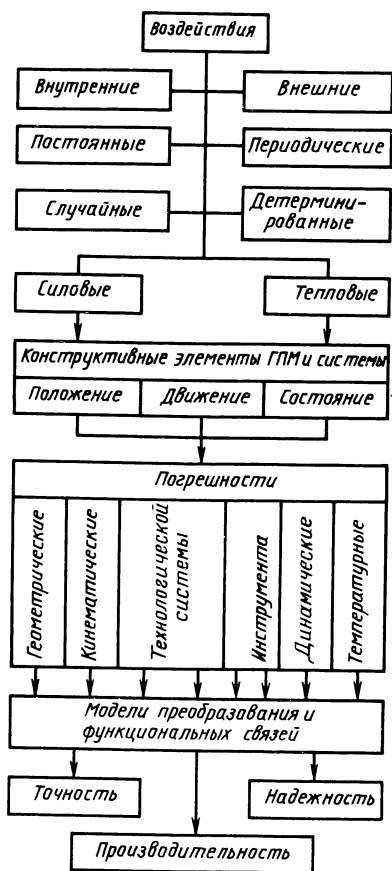 Воздействия
Внутренние
Внешние
Постоянные
Периодические
Случайные
Детермини-
рованные
Силовые
Тепловые
Конструктивные элементы ГПМ и системы
Положение
Движение
Состояние
Погрешности
Геометрические
Кинематические
Технологической
системы
Инструмента
Динамические
Температурные
Модели преобразавания и
функциональных связей
Точность
Надежность
Производительность